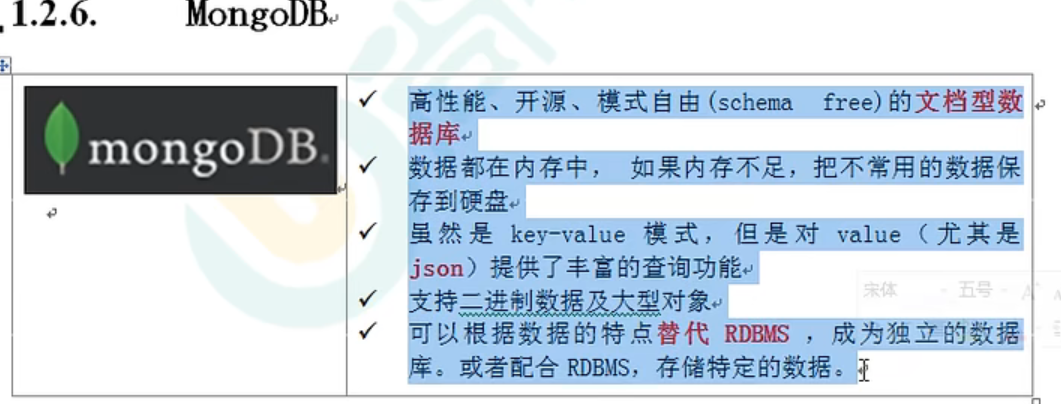 1.2.6. MongoDB
mongoDB.
✓ 高性能、开源、模式自由(schema free)的文档型数
据库
✓ 数据都在内存中， 如果内存不足，把不常用的数据保
存到硬盘
✓ 虽然是 key-value 模式，但是对 value（尤其是
json）提供了丰富的查询功能
✓ 支持二进制数据及大型对象
✓ 可以根据数据的特点替代 RDBMS ，成为独立的数据
库。或者配合 RDBMS，存储特定的数据。
宋体 五号